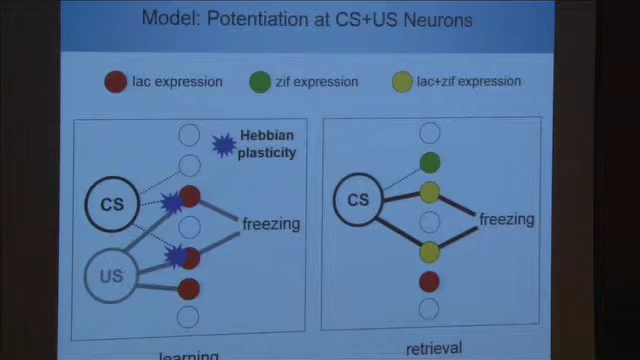 Model: Potentiation at CS+US Neurons
lac expression
zif expression
lac+zif expression
Hebbian
plasticity
CS
US
freezing
learning
CS
freezing
retrieval